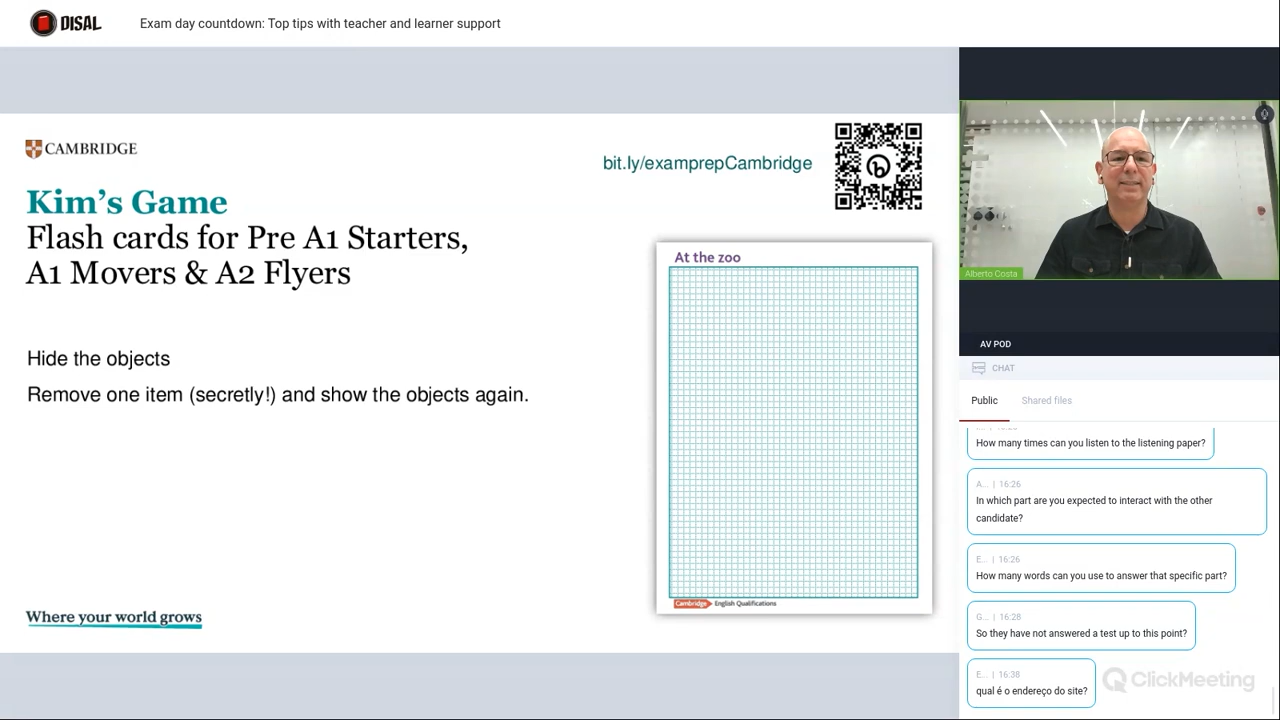 DISAL
Exam day countdown: Top tips with teacher and learner support
CAMBRIDGE
bit.ly/examprepCambridge
Kim's Game
Flash cards for Pre A1 Starters,
A1 Movers & A2 Flyers
Hide the objects
Remove one item (secretly!) and show the objects again.
At the zoo
Cambridge English Qualifications
Where your world grows
Alberto Costa
AV POD
CHAT
Public
Shared files
How many times can you listen to the listening paper?
A... | 16:26
In which part are you expected to interact with the other
candidate?
E... | 16:26
How many words can you use to answer that specific part?
G... | 16:28
So they have not answered a test up to this point?
E... | 16:38
qual é o endereço do site?
ClickMeeting